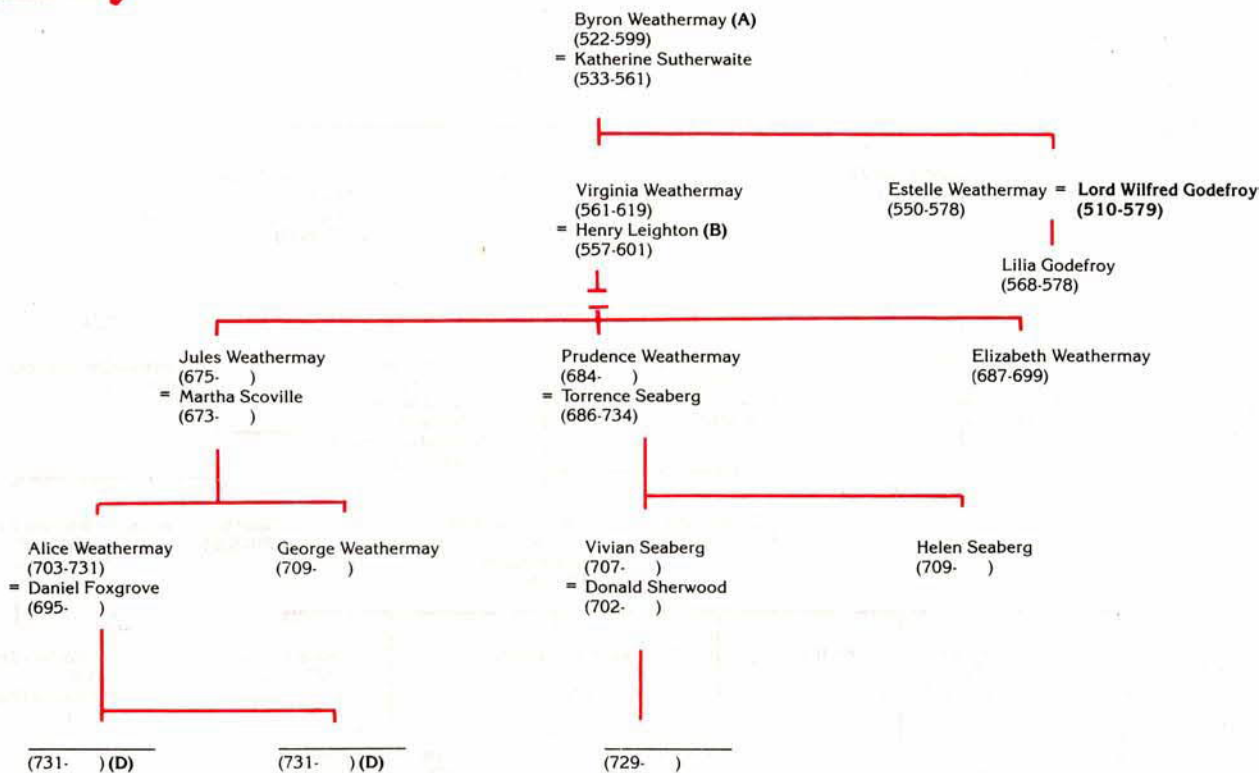 Byron Weathermay (A)
(522-599)
= Katherine Sutherwaite
(533-561)
Virginia Weathermay
(561-619)
= Henry Leighton (B)
(557-601)
Estelle Weathermay = Lord Wilfred Godefroy
(550-578) (510-579)
Lilia Godefroy
(568-578)
Jules Weathermay
(675- )
= Martha Scoville
(673- )
Prudence Weathermay
(684- )
= Torrence Seaberg
(686-734)
Elizabeth Weathermay
(687-699)
Alice Weathermay
(703-731)
= Daniel Foxgrove
(695- )
George Weathermay
(709- )
Vivian Seaberg
(707- )
= Donald Sherwood
(702- )
Helen Seaberg
(709- )
(731- ) (D)
(731- ) (D)
(729- )